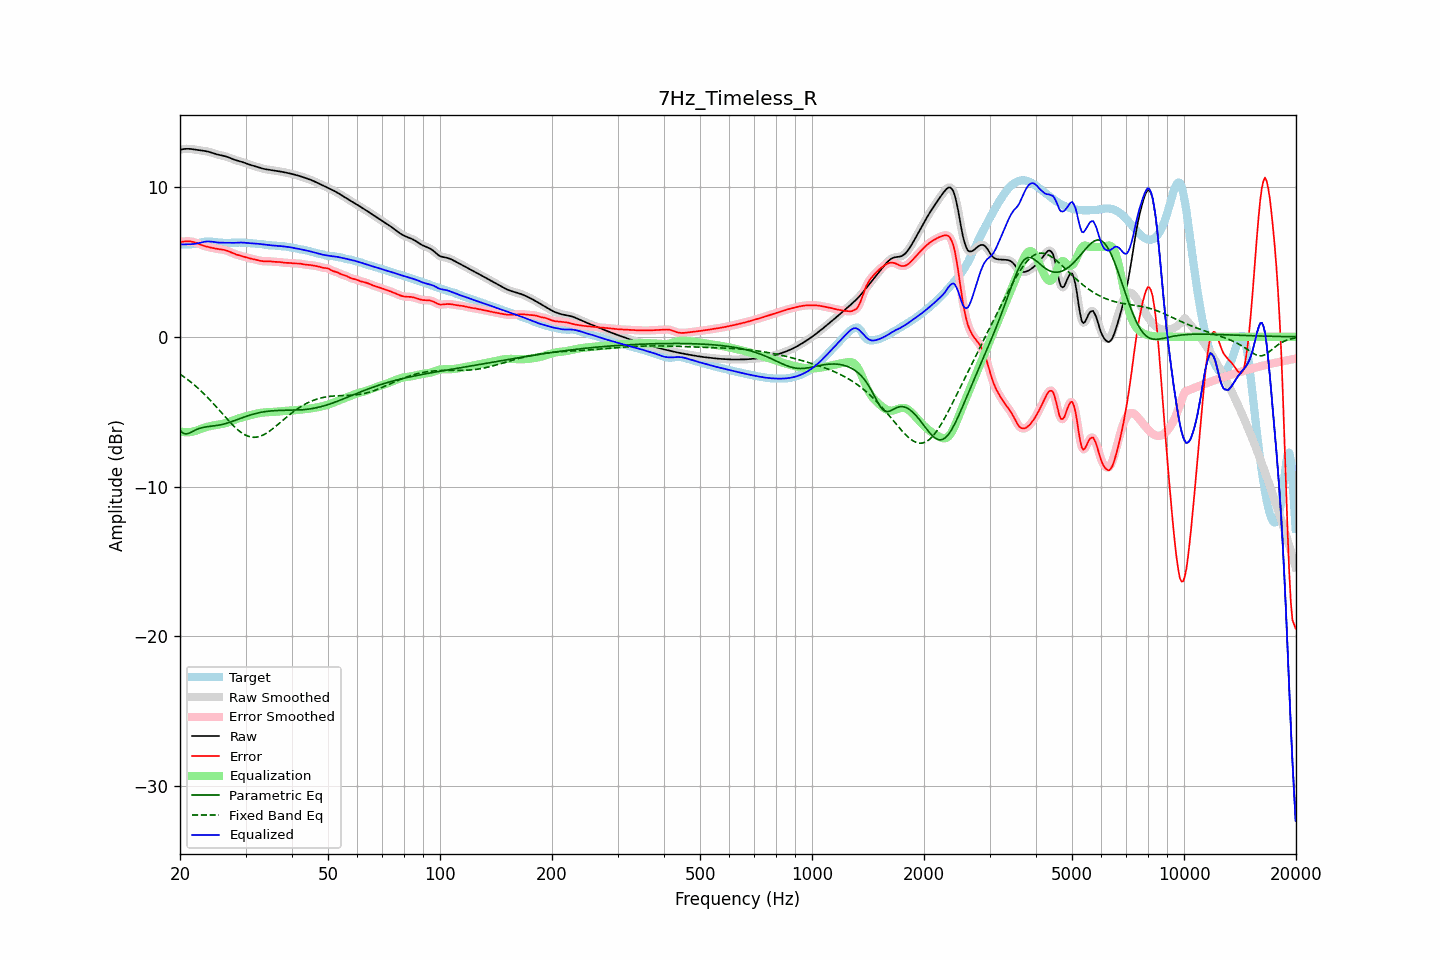 7Hz_Timeless_R
10
0
−10
−20
−30
Amplitude (dBr)
Target
Raw Smoothed
Error Smoothed
Raw
Error
Equalization
Parametric Eq
Fixed Band Eq
Equalized
20 50 100 200 500 1000 2000 5000 10000 20000
Frequency (Hz)